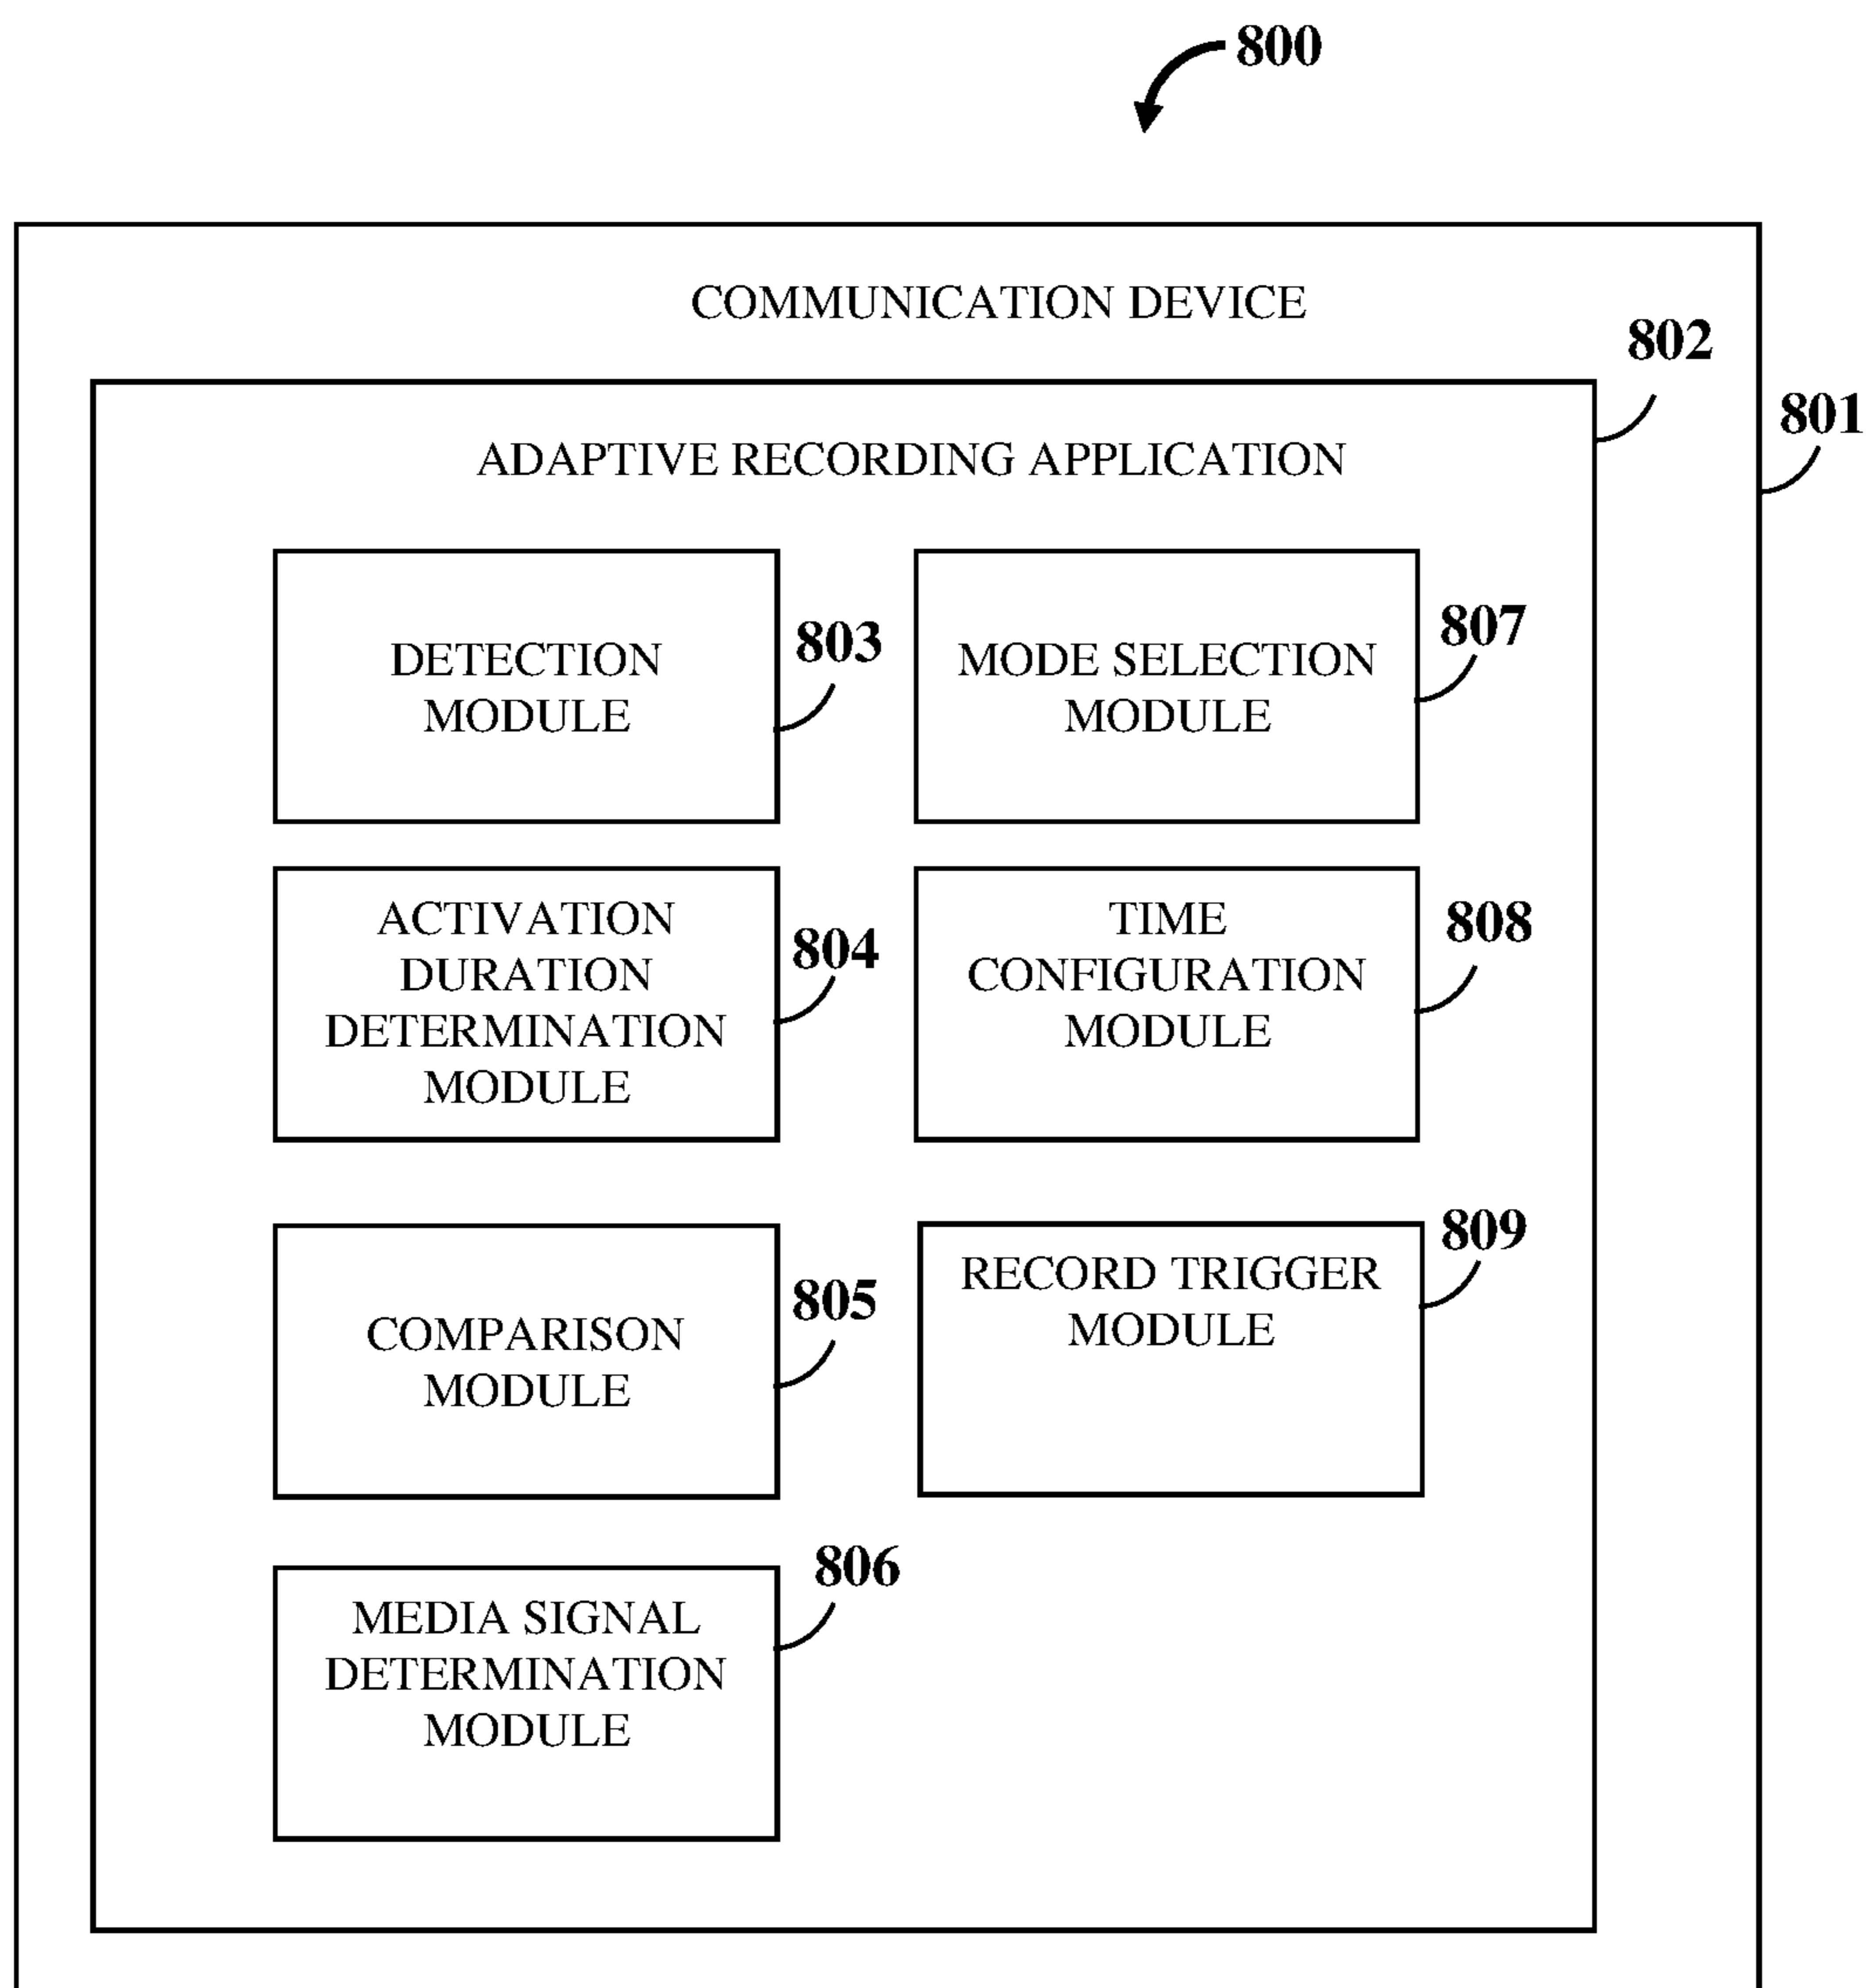 800
COMMUNICATION DEVICE
802
801
ADAPTIVE RECORDING APPLICATION
DETECTION
MODULE
803
MODE SELECTION
MODULE
807
ACTIVATION
DURATION
DETERMINATION
MODULE
804
TIME
CONFIGURATION
MODULE
808
COMPARISON
MODULE
805
RECORD TRIGGER
MODULE
809
MEDIA SIGNAL
DETERMINATION
MODULE
806